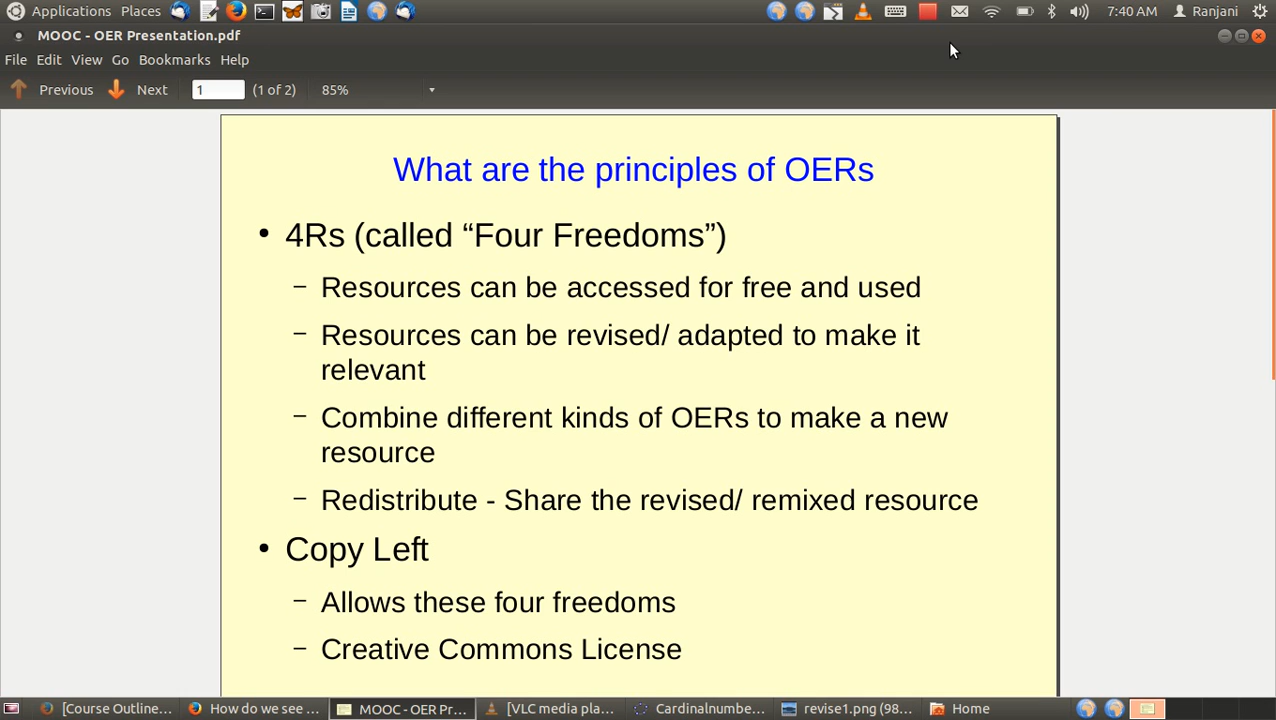 Applications Places 7:40 AM Ranjani
MOOC - OER Presentation.pdf
File Edit View Go Bookmarks Help
Previous Next 1 (1 of 2) 85%
What are the principles of OERs
• 4Rs (called “Four Freedoms”)
– Resources can be accessed for free and used
– Resources can be revised/ adapted to make it
relevant
– Combine different kinds of OERs to make a new
resource
– Redistribute - Share the revised/ remixed resource
• Copy Left
– Allows these four freedoms
– Creative Commons License
[Course Outline... How do we see ... MOOC - OER Pr... [VLC media pla... Cardinalnumbe... revise1.png (98... Home